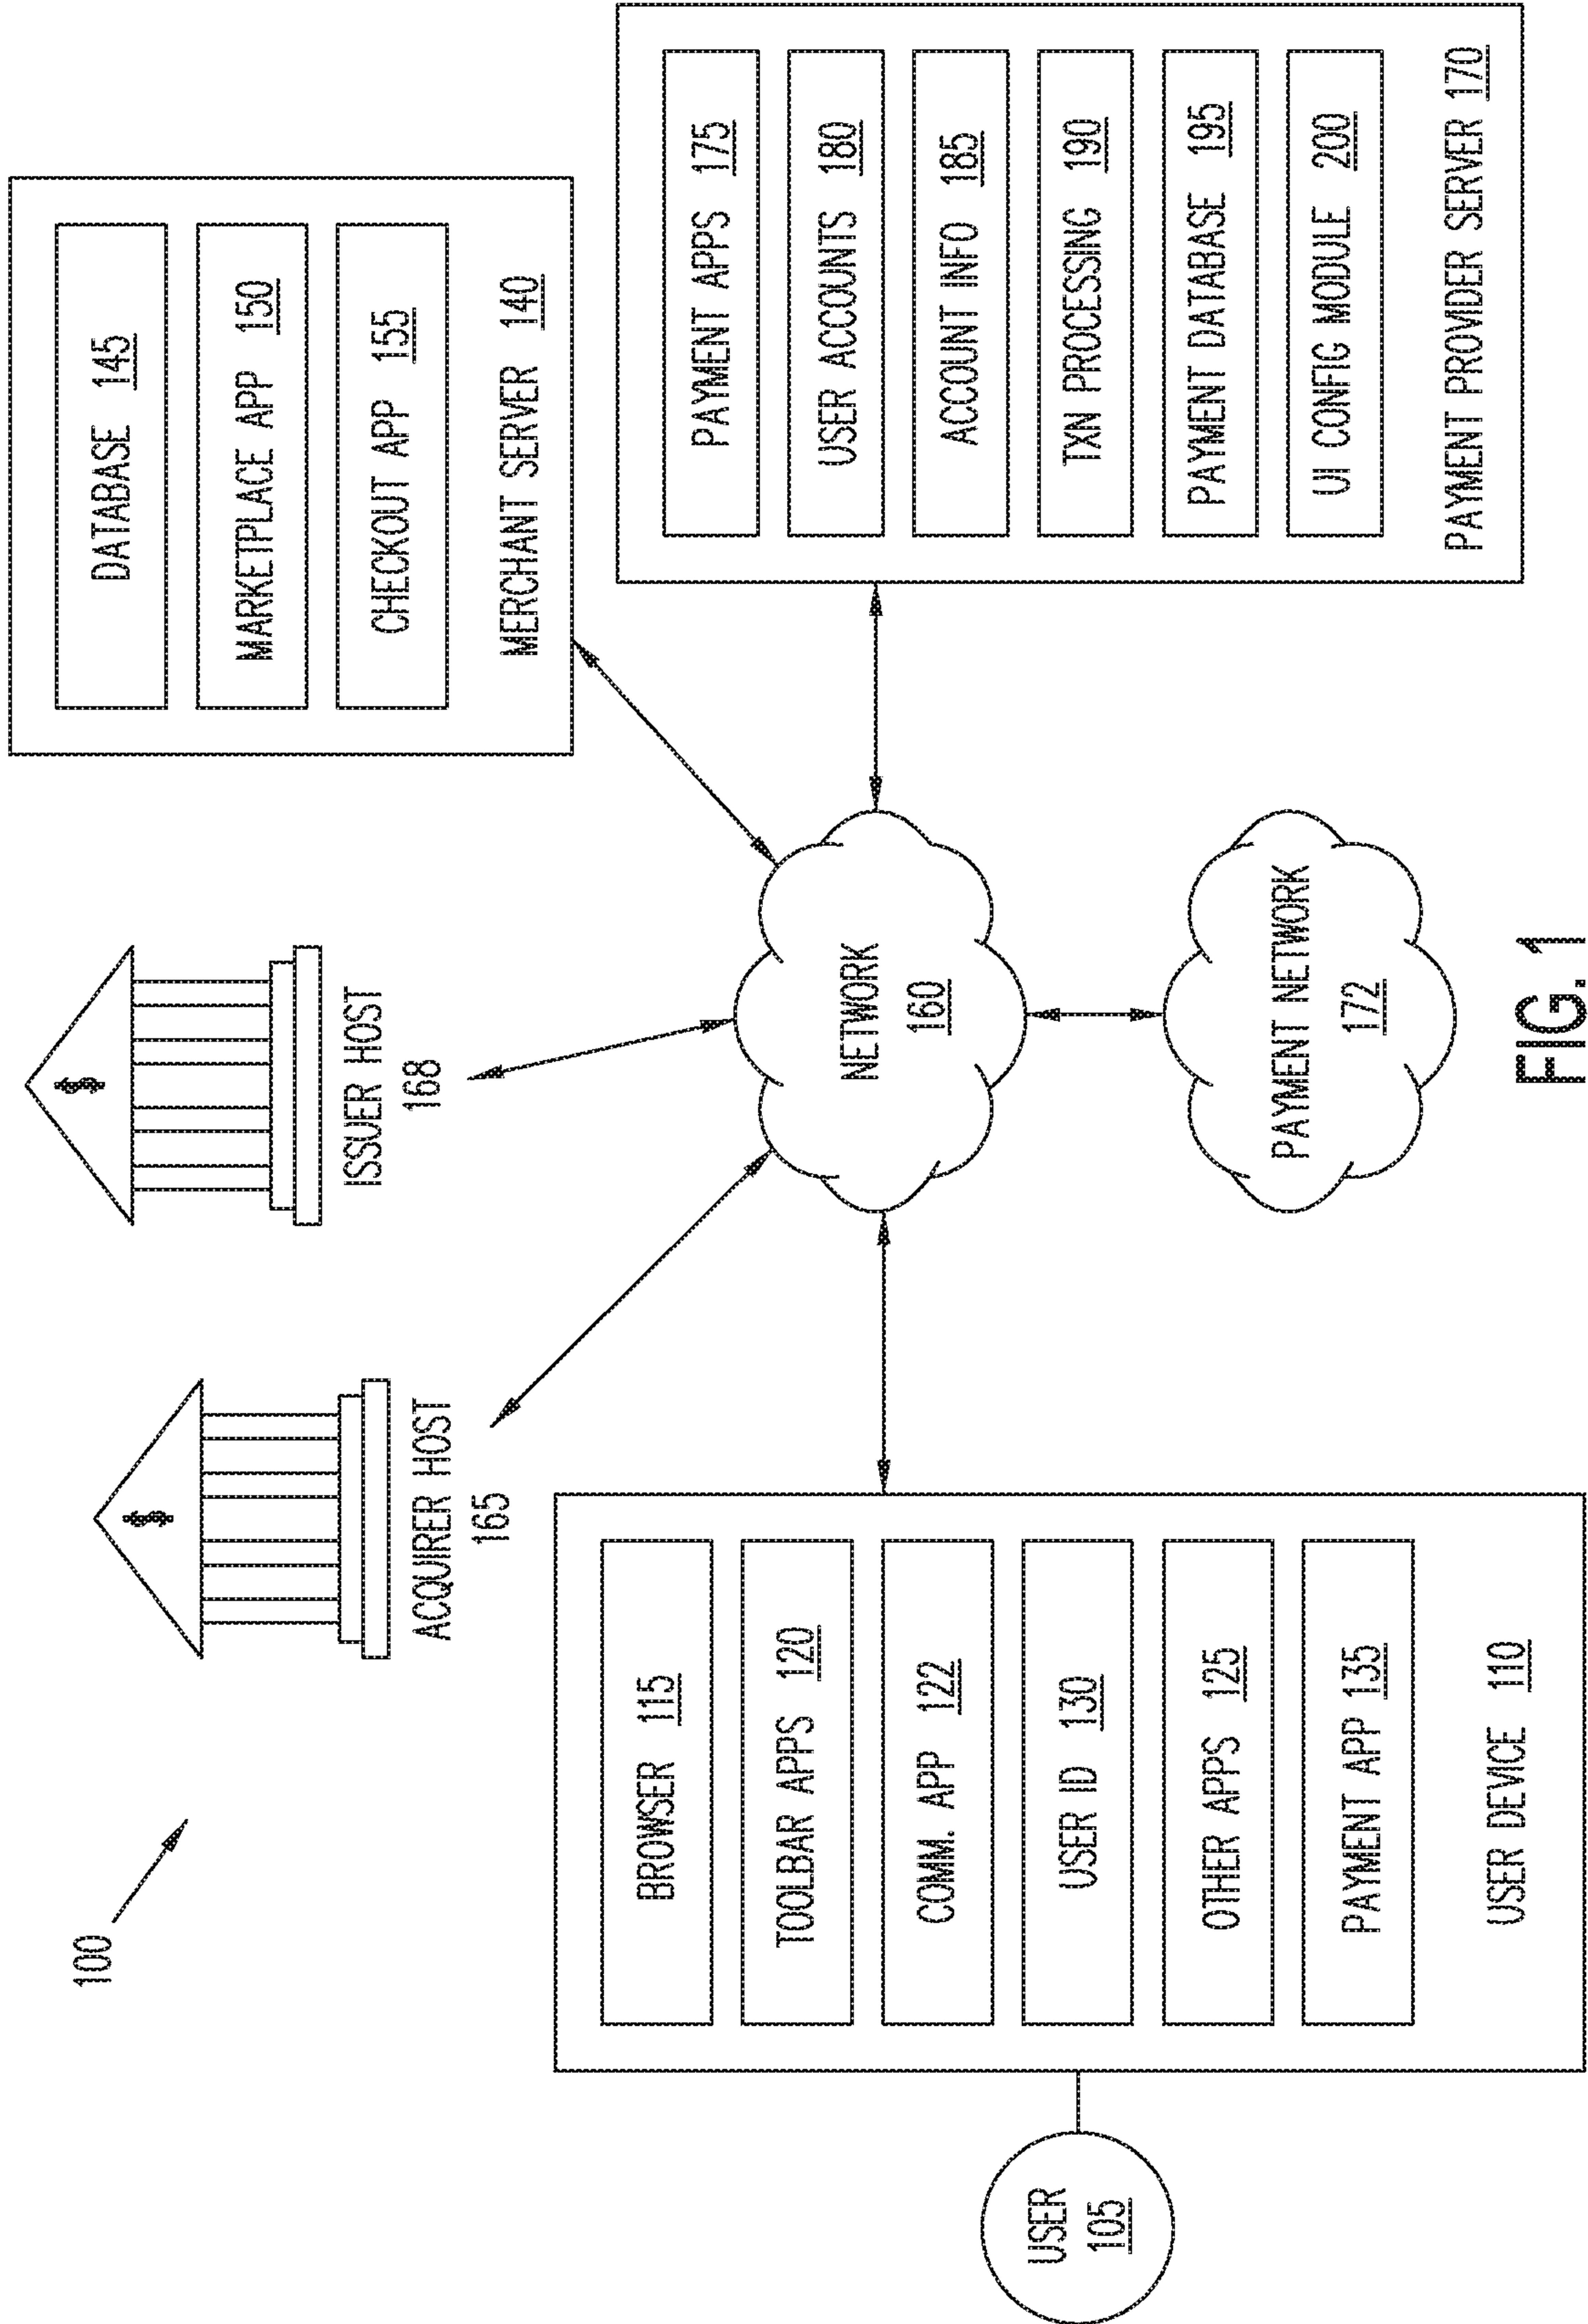 100
$
ACQUIRER HOST
165
$
ISSUER HOST
168
DATABASE 145
MARKETPLACE APP 150
CHECKOUT APP 155
MERCHANT SERVER 140
USER
105
BROWSER 115
TOOLBAR APPS 120
COMM. APP 122
USER ID 130
OTHER APPS 125
PAYMENT APP 135
USER DEVICE 110
NETWORK
160
PAYMENT NETWORK
172
PAYMENT APPS 175
USER ACCOUNTS 180
ACCOUNT INFO 185
TXN PROCESSING 190
PAYMENT DATABASE 195
UI CONFIG MODULE 200
PAYMENT PROVIDER SERVER 170
FIG. 1